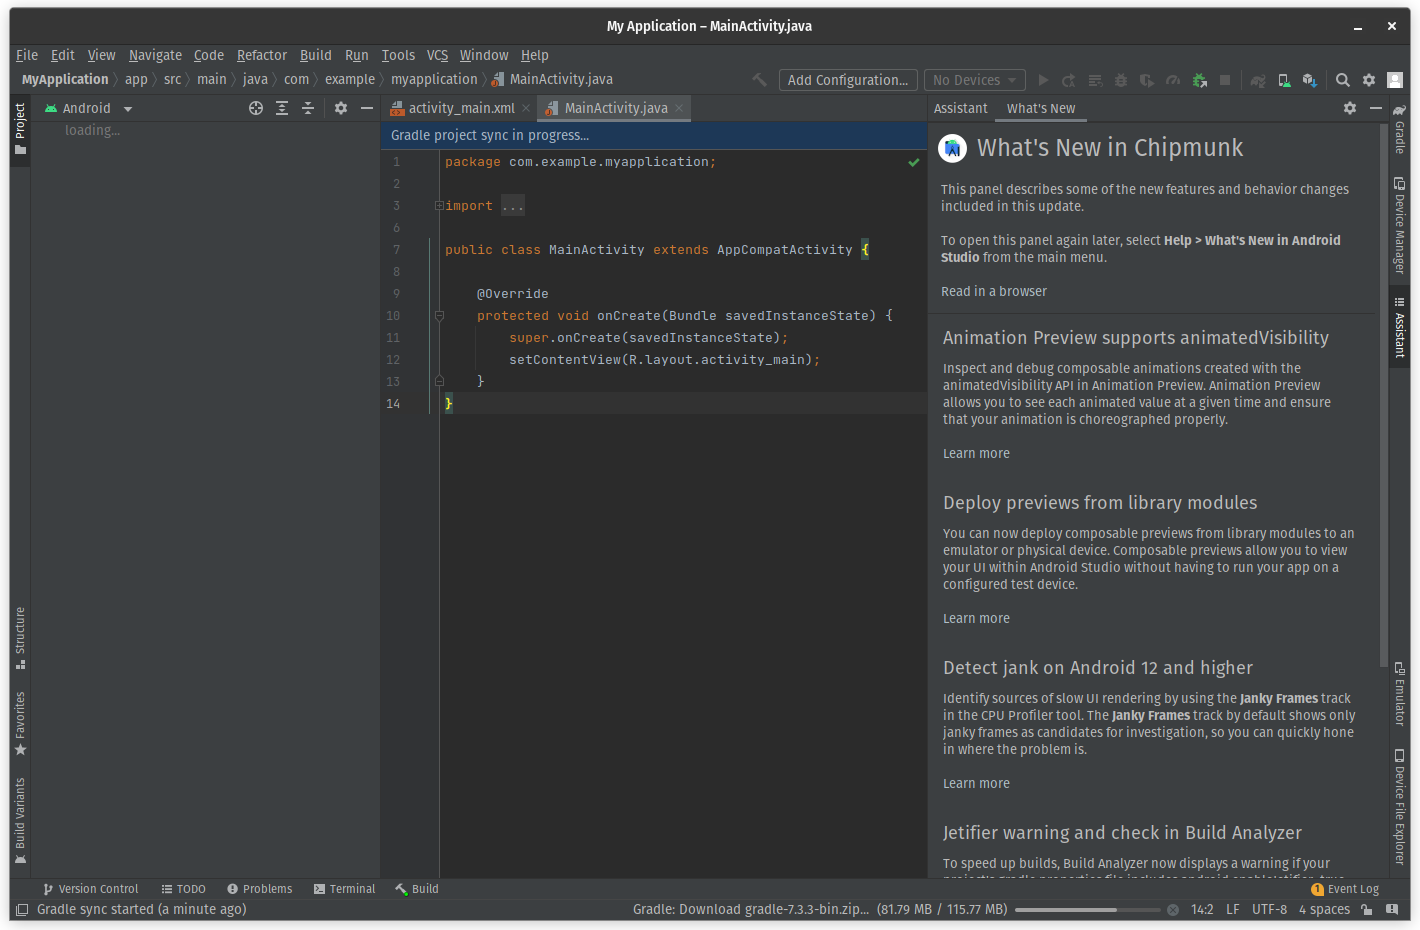 My Application – MainActivity.java
File Edit View Navigate Code Refactor Build Run Tools VCS Window Help
MyApplication app src main java com example myapplication MainActivity.java Add Configuration... No Devices
Project
Android
loading...
Structure
Favorites
Build Variants
activity_main.xml MainActivity.java
Gradle project sync in progress...
1 package com.example.myapplication;
2
3 import ...
6
7 public class MainActivity extends AppCompatActivity {
8
9 @Override
10 protected void onCreate(Bundle savedInstanceState) {
11 super.onCreate(savedInstanceState);
12 setContentView(R.layout.activity_main);
13 }
14 }
Assistant What's New
What's New in Chipmunk
This panel describes some of the new features and behavior changes
included in this update.
To open this panel again later, select Help > What's New in Android
Studio from the main menu.
Read in a browser
Animation Preview supports animatedVisibility
Inspect and debug composable animations created with the
animatedVisibility API in Animation Preview. Animation Preview
allows you to see each animated value at a given time and ensure
that your animation is choreographed properly.
Learn more
Deploy previews from library modules
You can now deploy composable previews from library modules to an
emulator or physical device. Composable previews allow you to view
your UI within Android Studio without having to run your app on a
configured test device.
Learn more
Detect jank on Android 12 and higher
Identify sources of slow UI rendering by using the Janky Frames track
in the CPU Profiler tool. The Janky Frames track by default shows only
janky frames as candidates for investigation, so you can quickly hone
in where the problem is.
Learn more
Jetifier warning and check in Build Analyzer
To speed up builds, Build Analyzer now displays a warning if your
Gradle
Device Manager
Assistant
Emulator
Device File Explorer
Version Control TODO Problems Terminal Build 1 Event Log
Gradle sync started (a minute ago) Gradle: Download gradle-7.3.3-bin.zip... (81.79 MB / 115.77 MB) 14:2 LF UTF-8 4 spaces